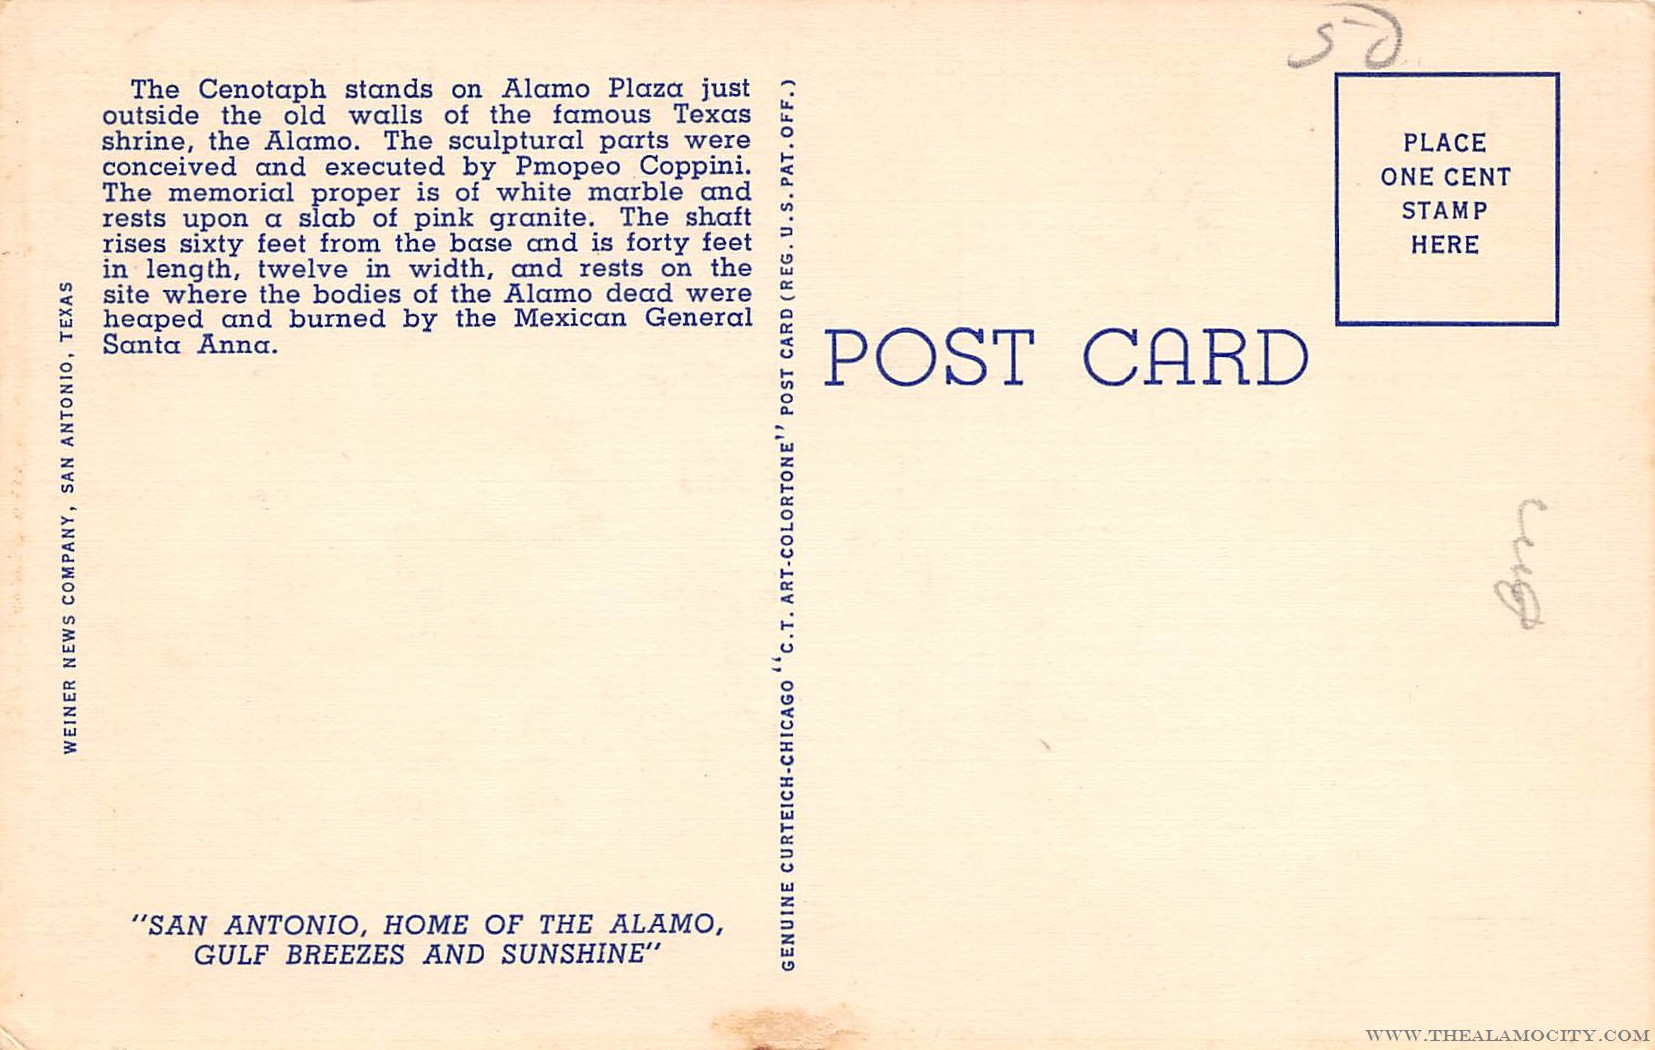 The Cenotaph stands on Alamo Plaza just
outside the old walls of the famous Texas
shrine, the Alamo. The sculptural parts were
conceived and executed by Pmopeo Coppini.
The memorial proper is of white marble and
rests upon a slab of pink granite. The shaft
rises sixty feet from the base and is forty feet
in length, twelve in width, and rests on the
site where the bodies of the Alamo dead were
heaped and burned by the Mexican General
Santa Anna.
WEINER NEWS COMPANY, SAN ANTONIO, TEXAS
"SAN ANTONIO, HOME OF THE ALAMO,
GULF BREEZES AND SUNSHINE"
GENUINE CURTEICH-CHICAGO "C.T. ART-COLORTONE" POST CARD (REG. U.S. PAT. OFF.)
50
PLACE
ONE CENT
STAMP
HERE
POST CARD
WWW.THEALAMOCITY.COM